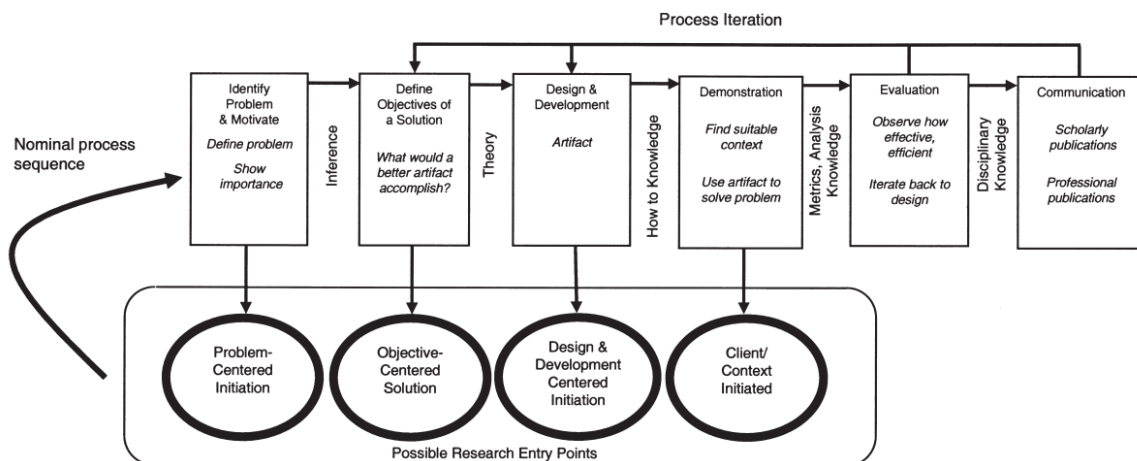 Process Iteration
Nominal process
sequence
Identify
Problem
& Motivate
Define problem
Show
importance
Inference
Define
Objectives of
a Solution
What would a
better artifact
accomplish?
Theory
Design &
Development
Artifact
How to Knowledge
Demonstration
Find suitable
context
Use artifact to
solve problem
Metrics, Analysis
Knowledge
Evaluation
Observe how
effective,
efficient
Iterate back to
design
Disciplinary
Knowledge
Communication
Scholarly
publications
Professional
publications
Problem-
Centered
Initiation
Objective-
Centered
Solution
Design &
Development
Centered
Initiation
Client/
Context
Initiated
Possible Research Entry Points